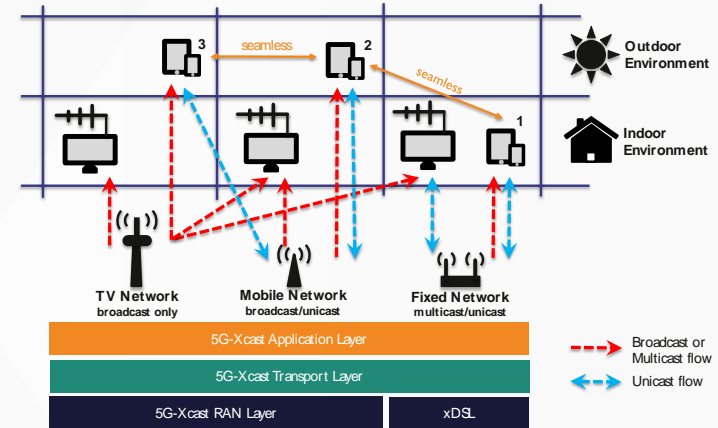 3
seamless
2
seamless
1
Outdoor
Environment
Indoor
Environment
TV Network
broadcast only
Mobile Network
broadcast/unicast
Fixed Network
multicast/unicast
5G-Xcast Application Layer
5G-Xcast Transport Layer
5G-Xcast RAN Layer
xDSL
Broadcast or
Multicast flow
Unicast flow